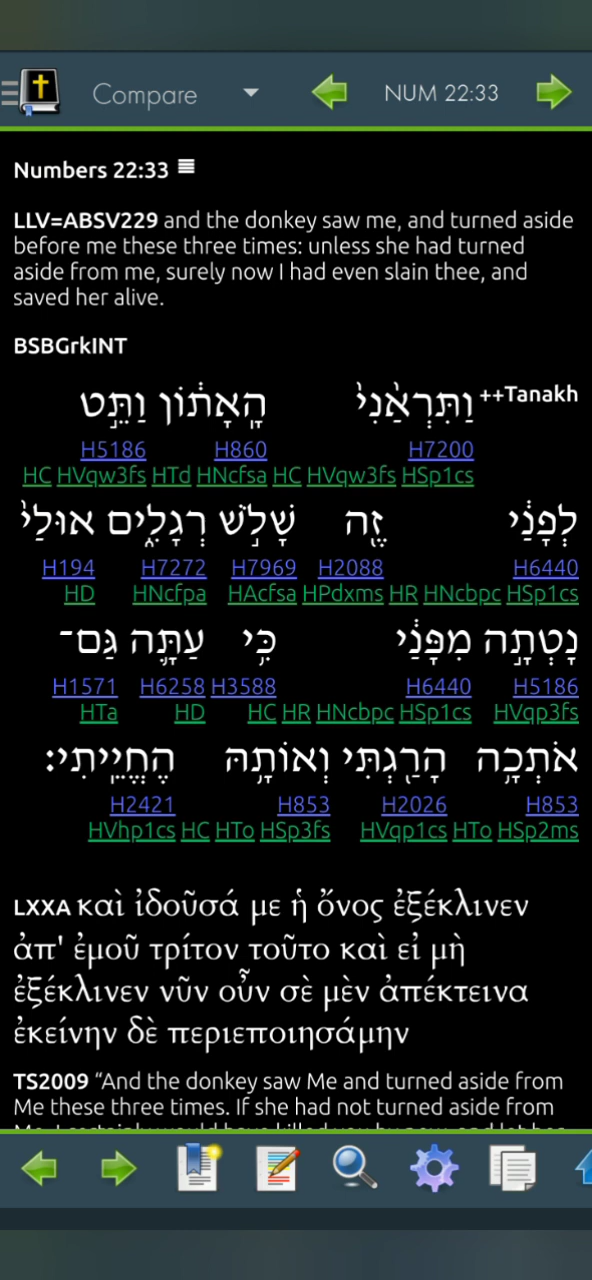 Compare
NUM 22:33
Numbers 22:33
LLV=ABSV229 and the donkey saw me, and turned aside
before me these three times: unless she had turned
aside from me, surely now I had even slain thee, and
saved her alive.
BSBGrkINT
++Tanakh וַתִּרְאַ֙נִי֙ הָֽאָת֔וֹן וַתֵּ֣ט
H5186 H860 H7200
HC HVqw3fs HTd HNcfsa HC HVqw3fs HSp1cs
לְפָנַ֔י זֶ֖ה שָׁלֹ֣שׁ רְגָלִ֑ים אוּלַי֙
H194 H7272 H7969 H2088 H6440
HD HNcfpa HAcfsa HPdxms HR HNcbpc HSp1cs
נָטְתָ֣ה מִפָּנַ֔י כִּ֥י עַתָּ֛ה גַּם־
H1571 H6258 H3588 H6440 H5186
HTa HD HC HR HNcbpc HSp1cs HVqp3fs
אֹתְכָ֥ה הָרַ֖גְתִּי וְאוֹתָ֥הּ הֶחֱיֵֽיתִי׃
H2421 H853 H2026 H853
HVhp1cs HC HTo HSp3fs HVqp1cs HTo HSp2ms
LXXA καὶ ἰδοῦσά με ἡ ὄνος ἐξέκλινεν
ἀπ' ἐμοῦ τρίτον τοῦτο καὶ εἰ μὴ
ἐξέκλινεν νῦν οὖν σὲ μὲν ἀπέκτεινα
ἐκείνην δὲ περιεποιησάμην
TS2009 “And the donkey saw Me and turned aside from
Me these three times. If she had not turned aside from